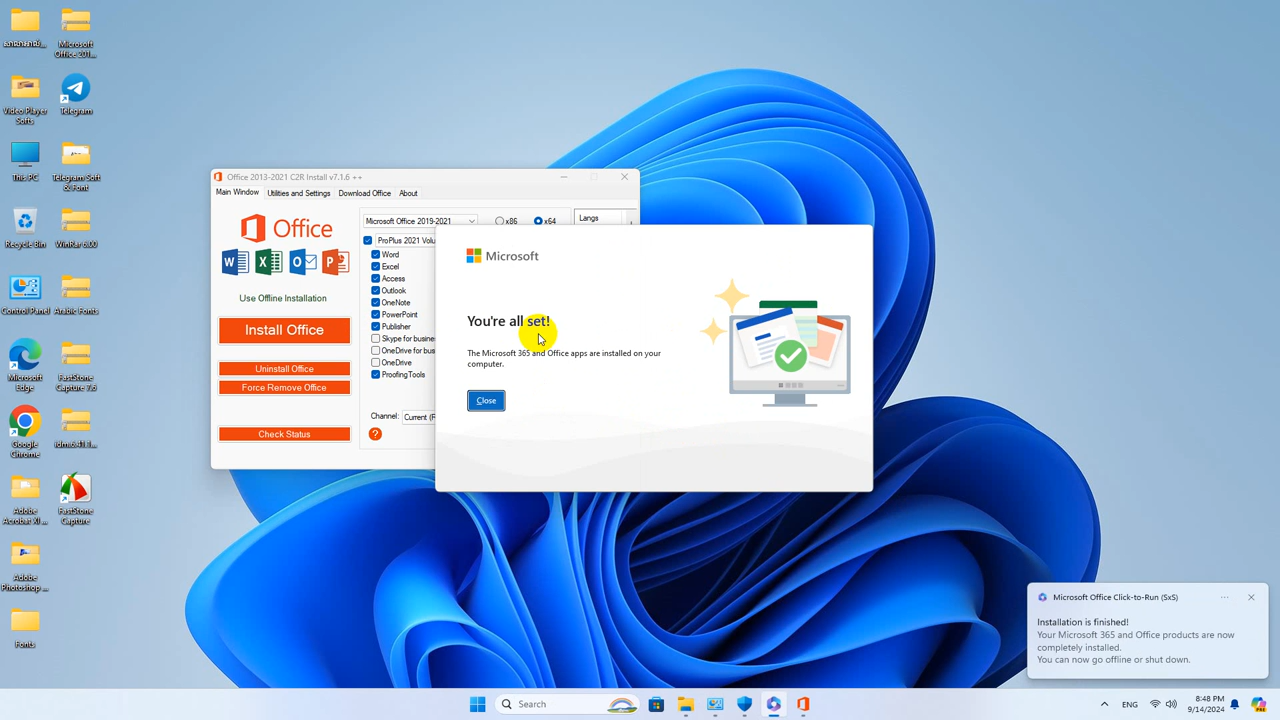 Microsoft
Office 201...
Video Player
Softs
Telegram
This PC
Telegram Soft
& Font
Recycle Bin
WinRar 6.00
Control Panel
Arabik Fonts
Microsoft
Edge
FastStone
Capture 7.6
Google
Chrome
idm.6.41.1...
Adobe
Acrobat XI ...
FastStone
Capture
Adobe
Photoshop ...
Fonts
Office 2013-2021 C2R Install v7.1.6 ++
Main Window
Utilities and Settings
Download Office
About
Office
W X O P
Use Offline Installation
Install Office
Uninstall Office
Force Remove Office
Check Status
Microsoft Office 2019-2021
x86
x64
Langs
ProPlus 2021 Volu
Word
Excel
Access
Outlook
OneNote
PowerPoint
Publisher
Skype for busine
OneDrive for bus
OneDrive
ProofingTools
Channel:
Current (F
?
Microsoft
You're all set!
The Microsoft 365 and Office apps are installed on your
computer.
Close
Microsoft Office Click-to-Run (SxS)
Installation is finished!
Your Microsoft 365 and Office products are now
completely installed.
You can now go offline or shut down.
Search
ENG
8:48 PM
9/14/2024